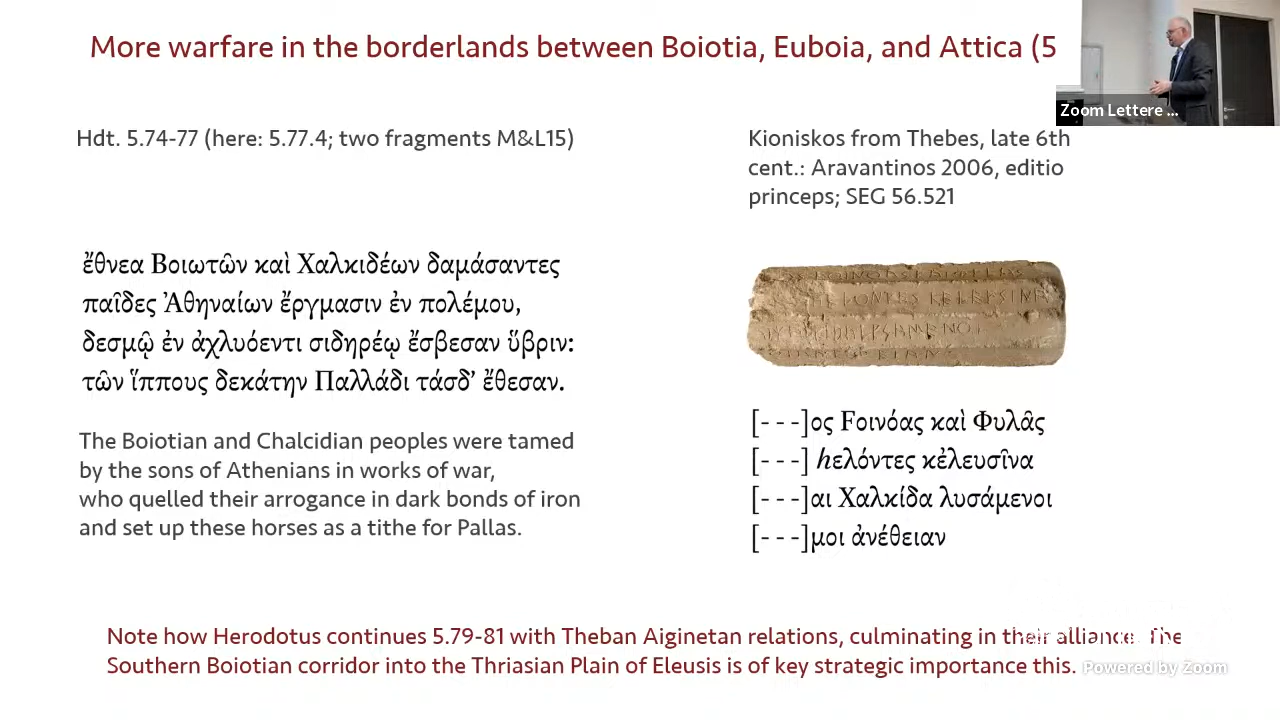 More warfare in the borderlands between Boiotia, Euboia, and Attica (5
Zoom Lettere ...
Hdt. 5.74-77 (here: 5.77.4; two fragments M&L15)
ἔθνεα Βοιωτῶν καὶ Χαλκιδέων δαμάσαντες
παῖδες Ἀθηναίων ἔργμασιν ἐν πολέμου,
δεσμῷ ἐν ἀχλυόεντι σιδηρέῳ ἔσβεσαν ὕβριν:
τῶν ἵππους δεκάτην Παλλάδι τάσδ’ ἔθεσαν.
The Boiotian and Chalcidian peoples were tamed
by the sons of Athenians in works of war,
who quelled their arrogance in dark bonds of iron
and set up these horses as a tithe for Pallas.
Kioniskos from Thebes, late 6th
cent.: Aravantinos 2006, editio
princeps; SEG 56.521
[- - -]ος Ϝοινόας καὶ Φυλᾶς
[- - -] hελόντες κἐλευσῖνα
[- - -]αι Χαλκίδα λυσάμενοι
[- - -]μοι ἀνέθειαν
Note how Herodotus continues 5.79-81 with Theban Aiginetan relations, culminating in their alliance. The
Southern Boiotian corridor into the Thriasian Plain of Eleusis is of key strategic importance this.
Powered by Zoom